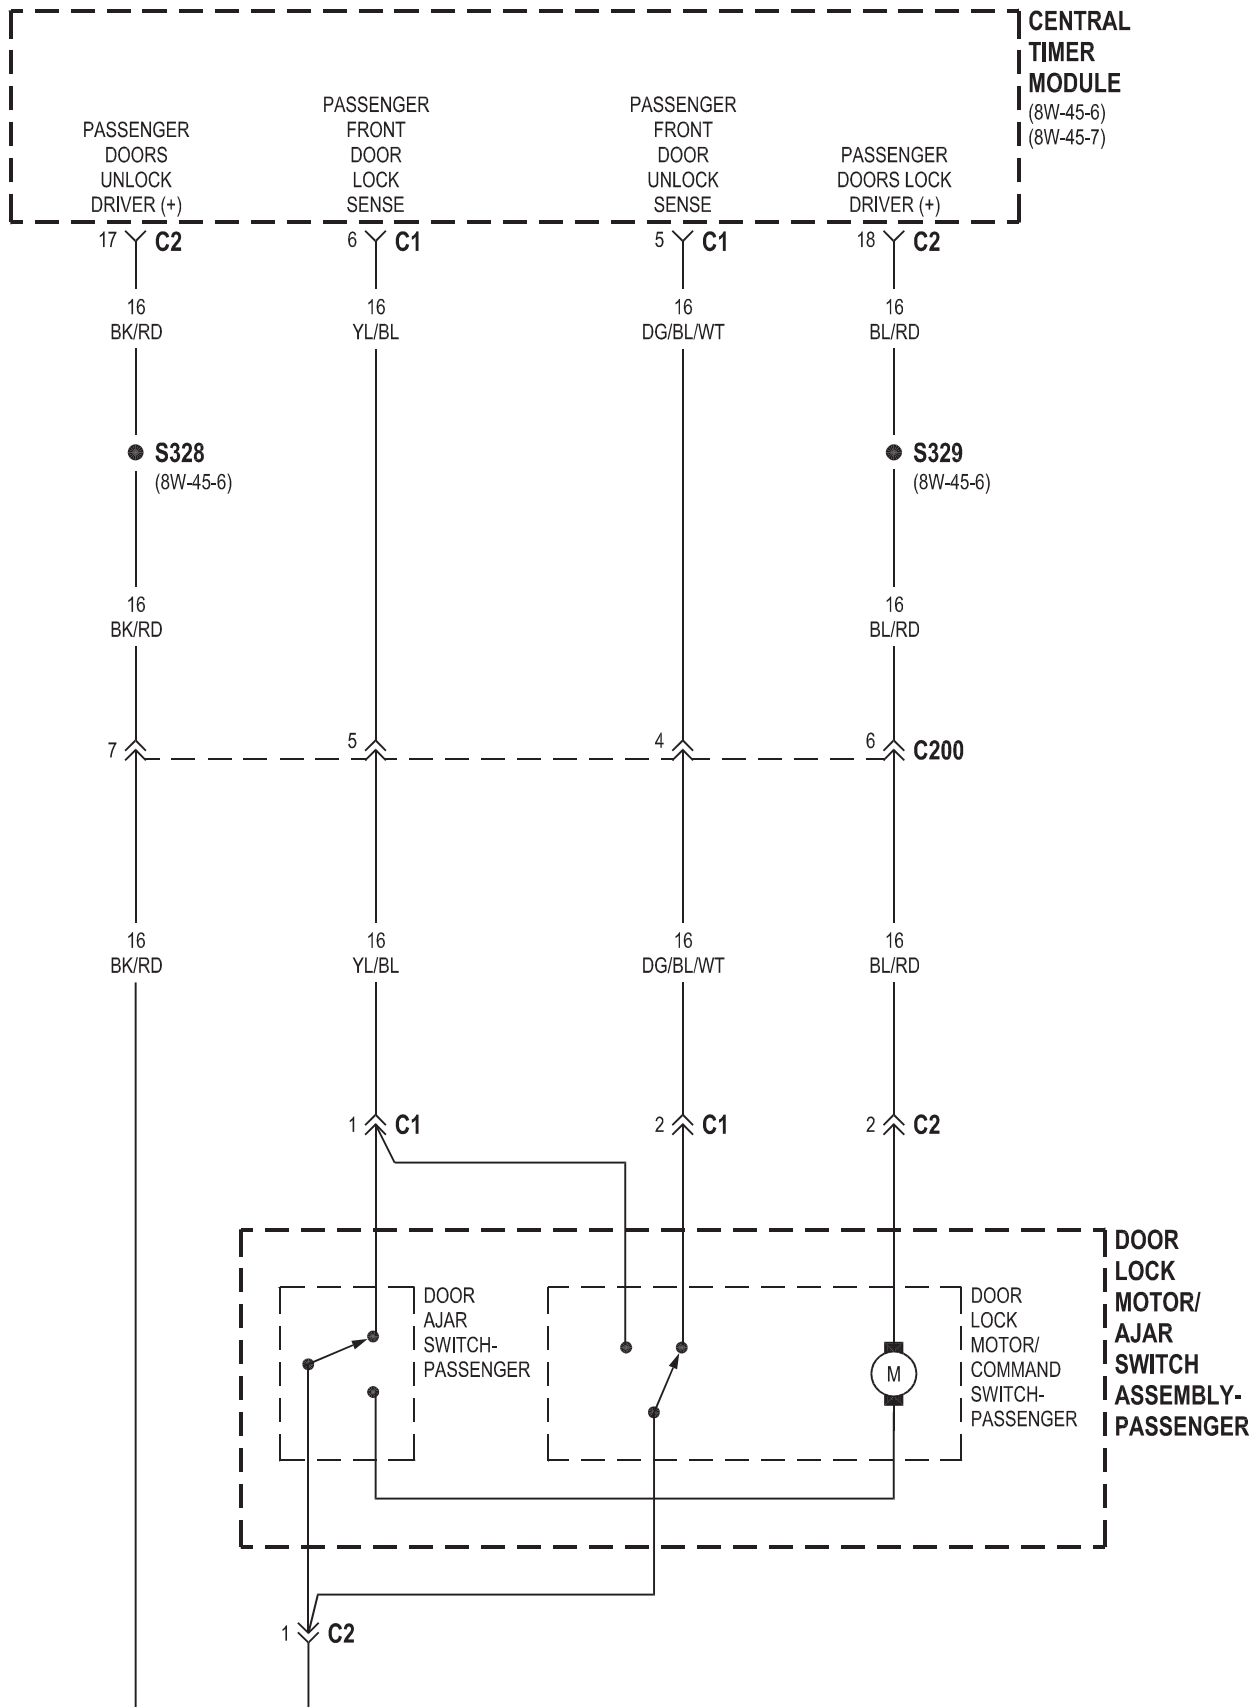 CENTRAL
TIMER
MODULE
(8W-45-6)
(8W-45-7)
PASSENGER
DOORS
UNLOCK
DRIVER (+)
PASSENGER
FRONT
DOOR
LOCK
SENSE
PASSENGER
FRONT
DOOR
UNLOCK
SENSE
PASSENGER
DOORS LOCK
DRIVER (+)
17 C2
6 C1
5 C1
18 C2
16
BK/RD
16
YL/BL
16
DG/BL/WT
16
BL/RD
S328
(8W-45-6)
S329
(8W-45-6)
16
BK/RD
16
BL/RD
7
5
4
6 C200
16
BK/RD
16
YL/BL
16
DG/BL/WT
16
BL/RD
1 C1
2 C1
2 C2
DOOR
LOCK
MOTOR/
AJAR
SWITCH
ASSEMBLY-
PASSENGER
DOOR
AJAR
SWITCH-
PASSENGER
DOOR
LOCK
MOTOR/
COMMAND
SWITCH-
PASSENGER
M
1 C2